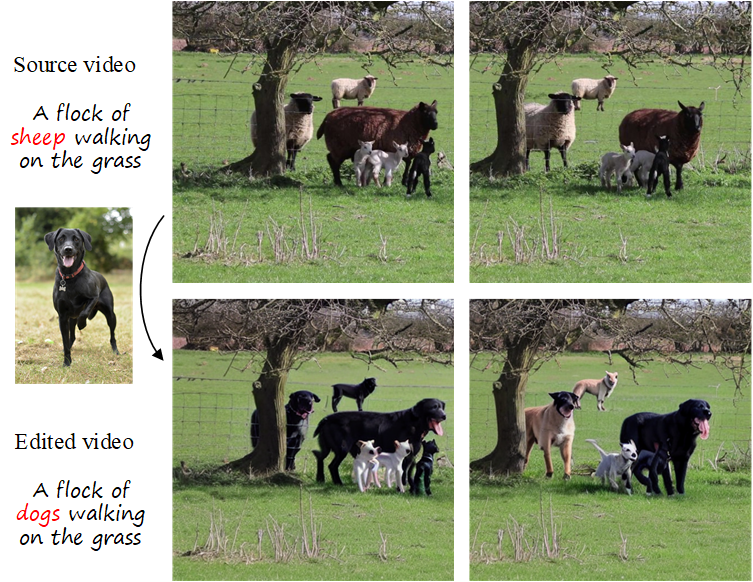 Source video
A flock of
sheep walking
on the grass
Edited video
A flock of
dogs walking
on the grass